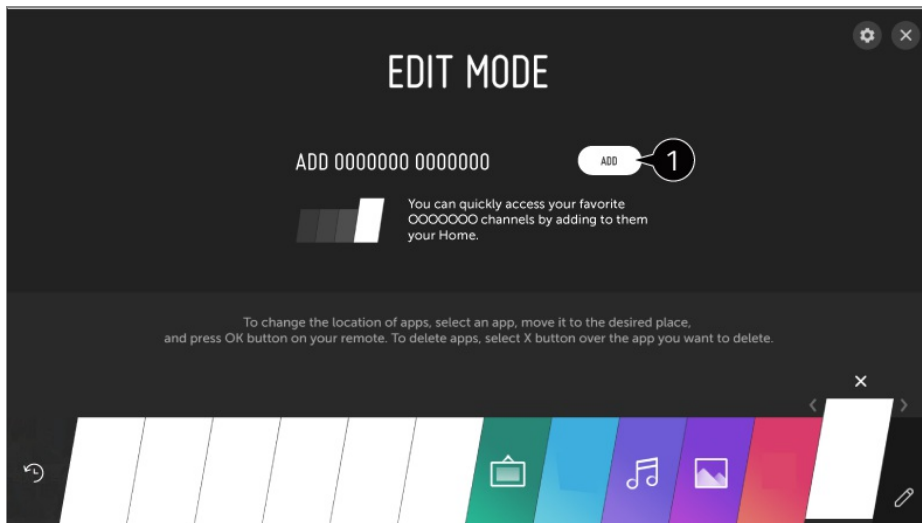 EDIT MODE
ADD OOOOOOO OOOOOOO
ADD
1
You can quickly access your favorite
OOOOOOO channels by adding to them
your Home.
To change the location of apps, select an app, move it to the desired place,
and press OK button on your remote. To delete apps, select X button over the app you want to delete.